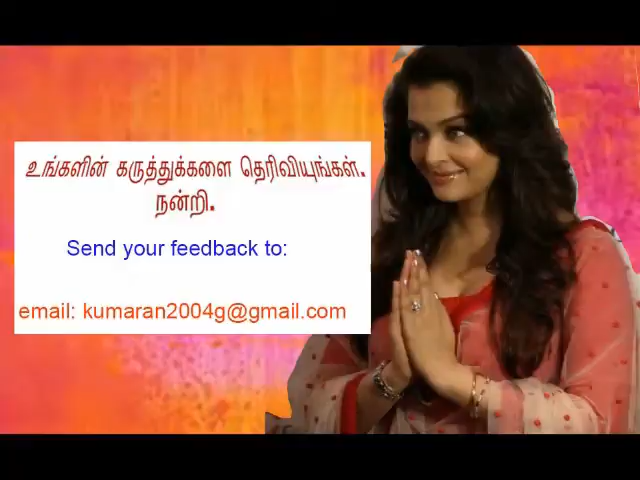 உங்களின் கருத்துக்களை தெரிவியுங்கள்.
நன்றி.
Send your feedback to:
email: kumaran2004g@gmail.com